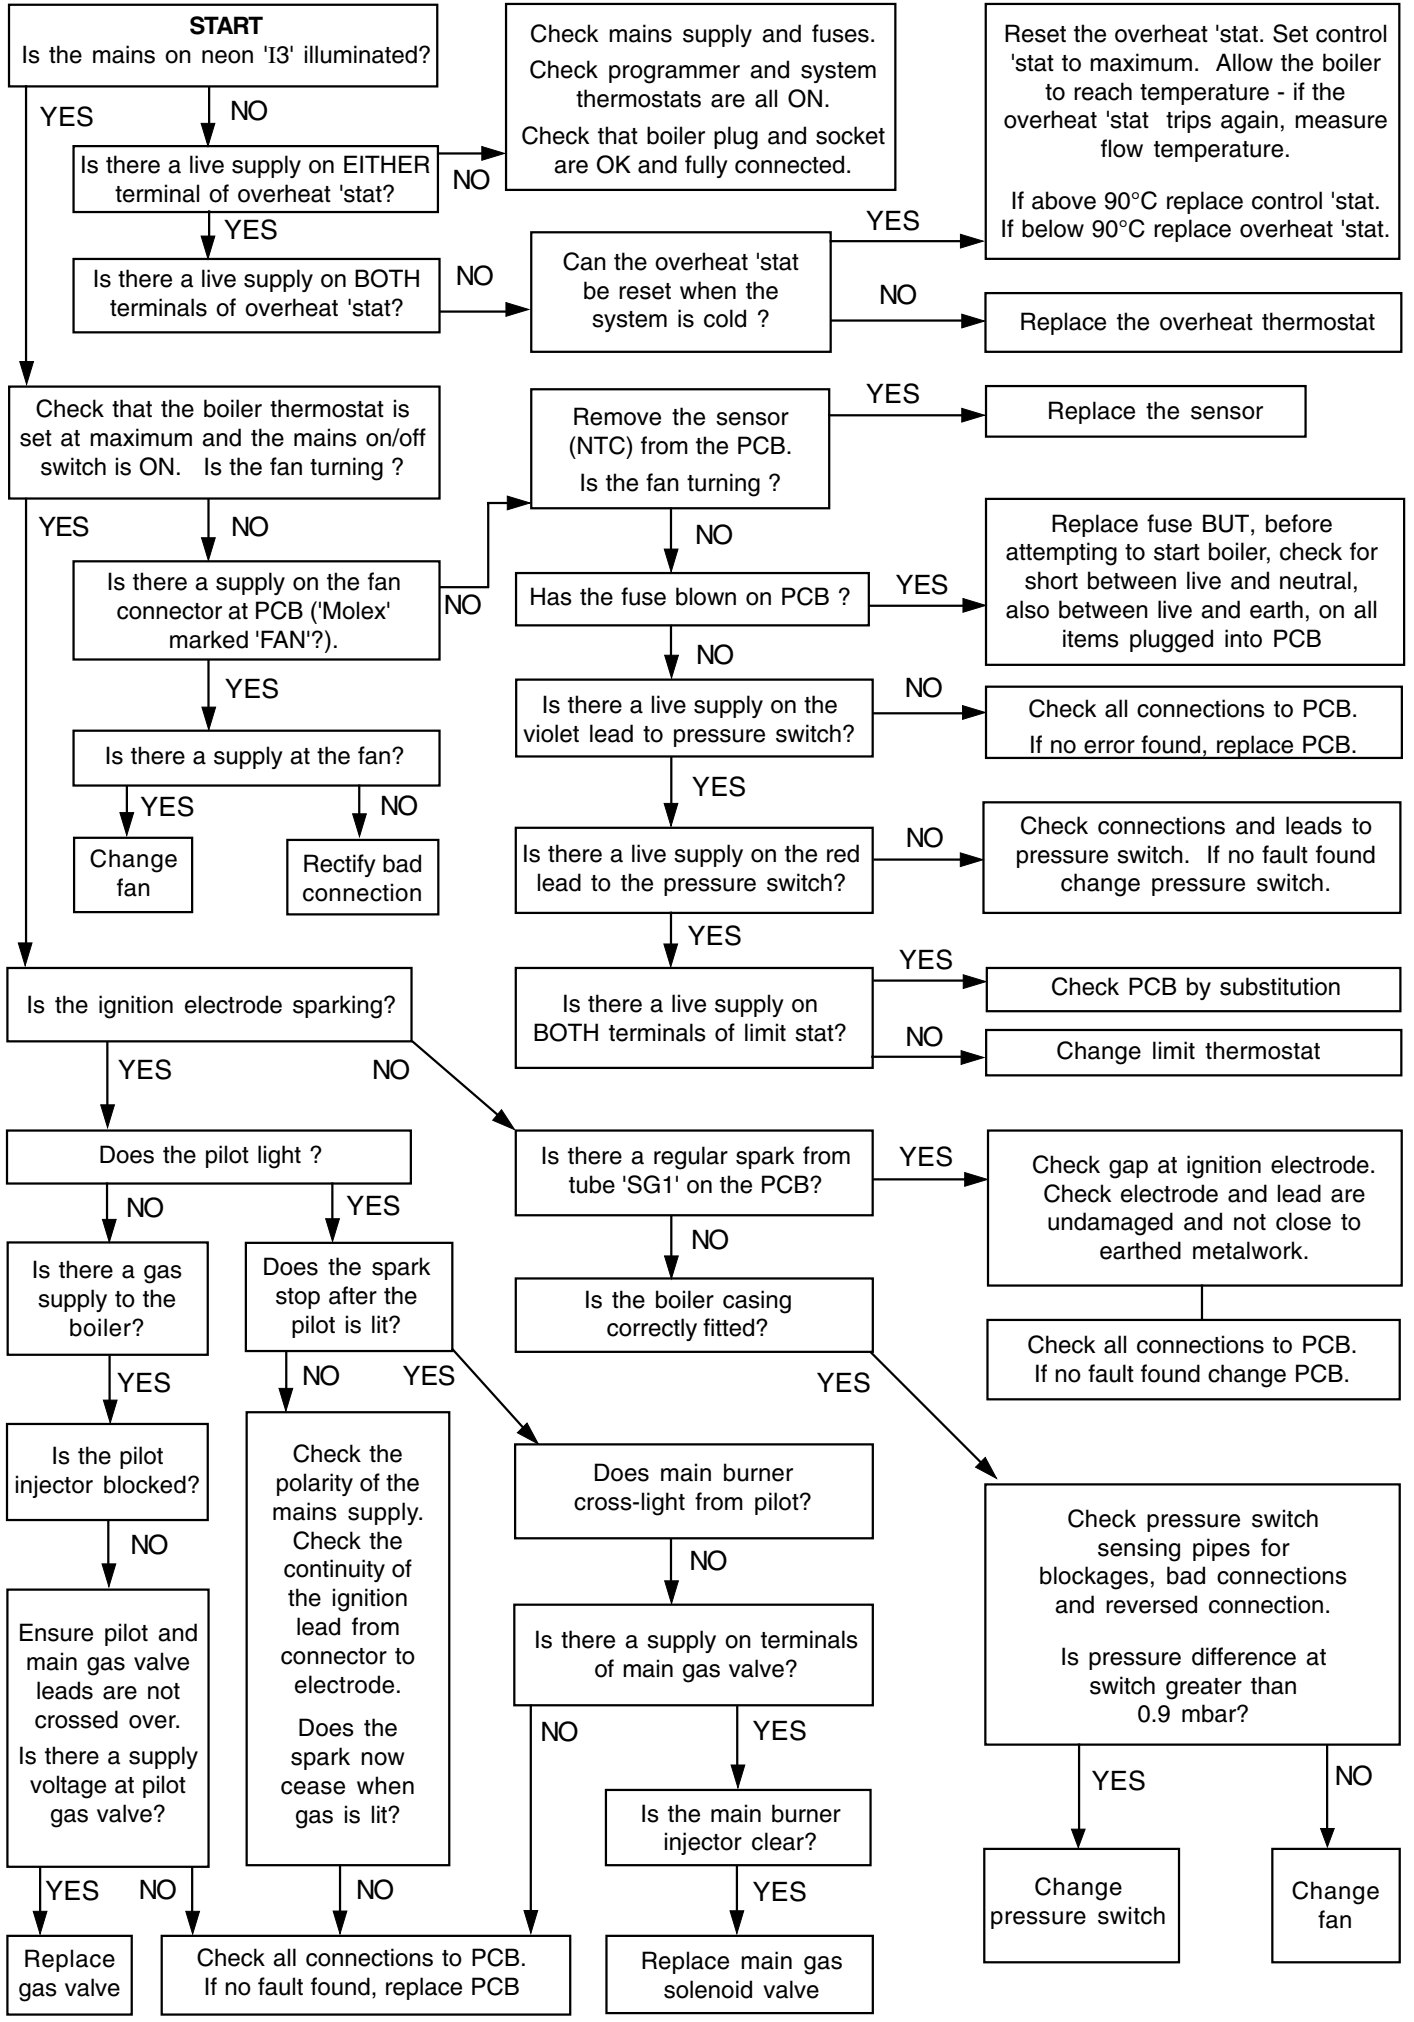 START
Is the mains on neon 'I3' illuminated?
YES
NO
Is there a live supply on EITHER
terminal of overheat 'stat?
NO
Check mains supply and fuses.
Check programmer and system
thermostats are all ON.
Check that boiler plug and socket
are OK and fully connected.
YES
Is there a live supply on BOTH
terminals of overheat 'stat?
NO
Can the overheat 'stat
be reset when the
system is cold ?
YES
Reset the overheat 'stat. Set control
'stat to maximum. Allow the boiler
to reach temperature - if the
overheat 'stat trips again, measure
flow temperature.
If above 90°C replace control 'stat.
If below 90°C replace overheat 'stat.
NO
Replace the overheat thermostat
Check that the boiler thermostat is
set at maximum and the mains on/off
switch is ON. Is the fan turning ?
YES
NO
Is there a supply on the fan
connector at PCB ('Molex'
marked 'FAN'?).
NO
YES
Is there a supply at the fan?
YES
NO
Change
fan
Rectify bad
connection
Remove the sensor
(NTC) from the PCB.
Is the fan turning ?
YES
Replace the sensor
NO
Has the fuse blown on PCB ?
YES
Replace fuse BUT, before
attempting to start boiler, check for
short between live and neutral,
also between live and earth, on all
items plugged into PCB
NO
Is there a live supply on the
violet lead to pressure switch?
NO
Check all connections to PCB.
If no error found, replace PCB.
YES
Is there a live supply on the red
lead to the pressure switch?
NO
Check connections and leads to
pressure switch. If no fault found
change pressure switch.
YES
Is there a live supply on
BOTH terminals of limit stat?
YES
Check PCB by substitution
NO
Change limit thermostat
Is the ignition electrode sparking?
YES
NO
Does the pilot light ?
NO
YES
Is there a gas
supply to the
boiler?
YES
Is the pilot
injector blocked?
NO
Ensure pilot and
main gas valve
leads are not
crossed over.
Is there a supply
voltage at pilot
gas valve?
YES
NO
Replace
gas valve
Does the spark
stop after the
pilot is lit?
NO
YES
Check the
polarity of the
mains supply.
Check the
continuity of
the ignition
lead from
connector to
electrode.
Does the
spark now
cease when
gas is lit?
NO
Check all connections to PCB.
If no fault found, replace PCB
Is there a regular spark from
tube 'SG1' on the PCB?
YES
Check gap at ignition electrode.
Check electrode and lead are
undamaged and not close to
earthed metalwork.
Check all connections to PCB.
If no fault found change PCB.
NO
Is the boiler casing
correctly fitted?
YES
Does main burner
cross-light from pilot?
NO
Is there a supply on terminals
of main gas valve?
NO
YES
Is the main burner
injector clear?
YES
Replace main gas
solenoid valve
Check pressure switch
sensing pipes for
blockages, bad connections
and reversed connection.
Is pressure difference at
switch greater than
0.9 mbar?
YES
NO
Change
pressure switch
Change
fan